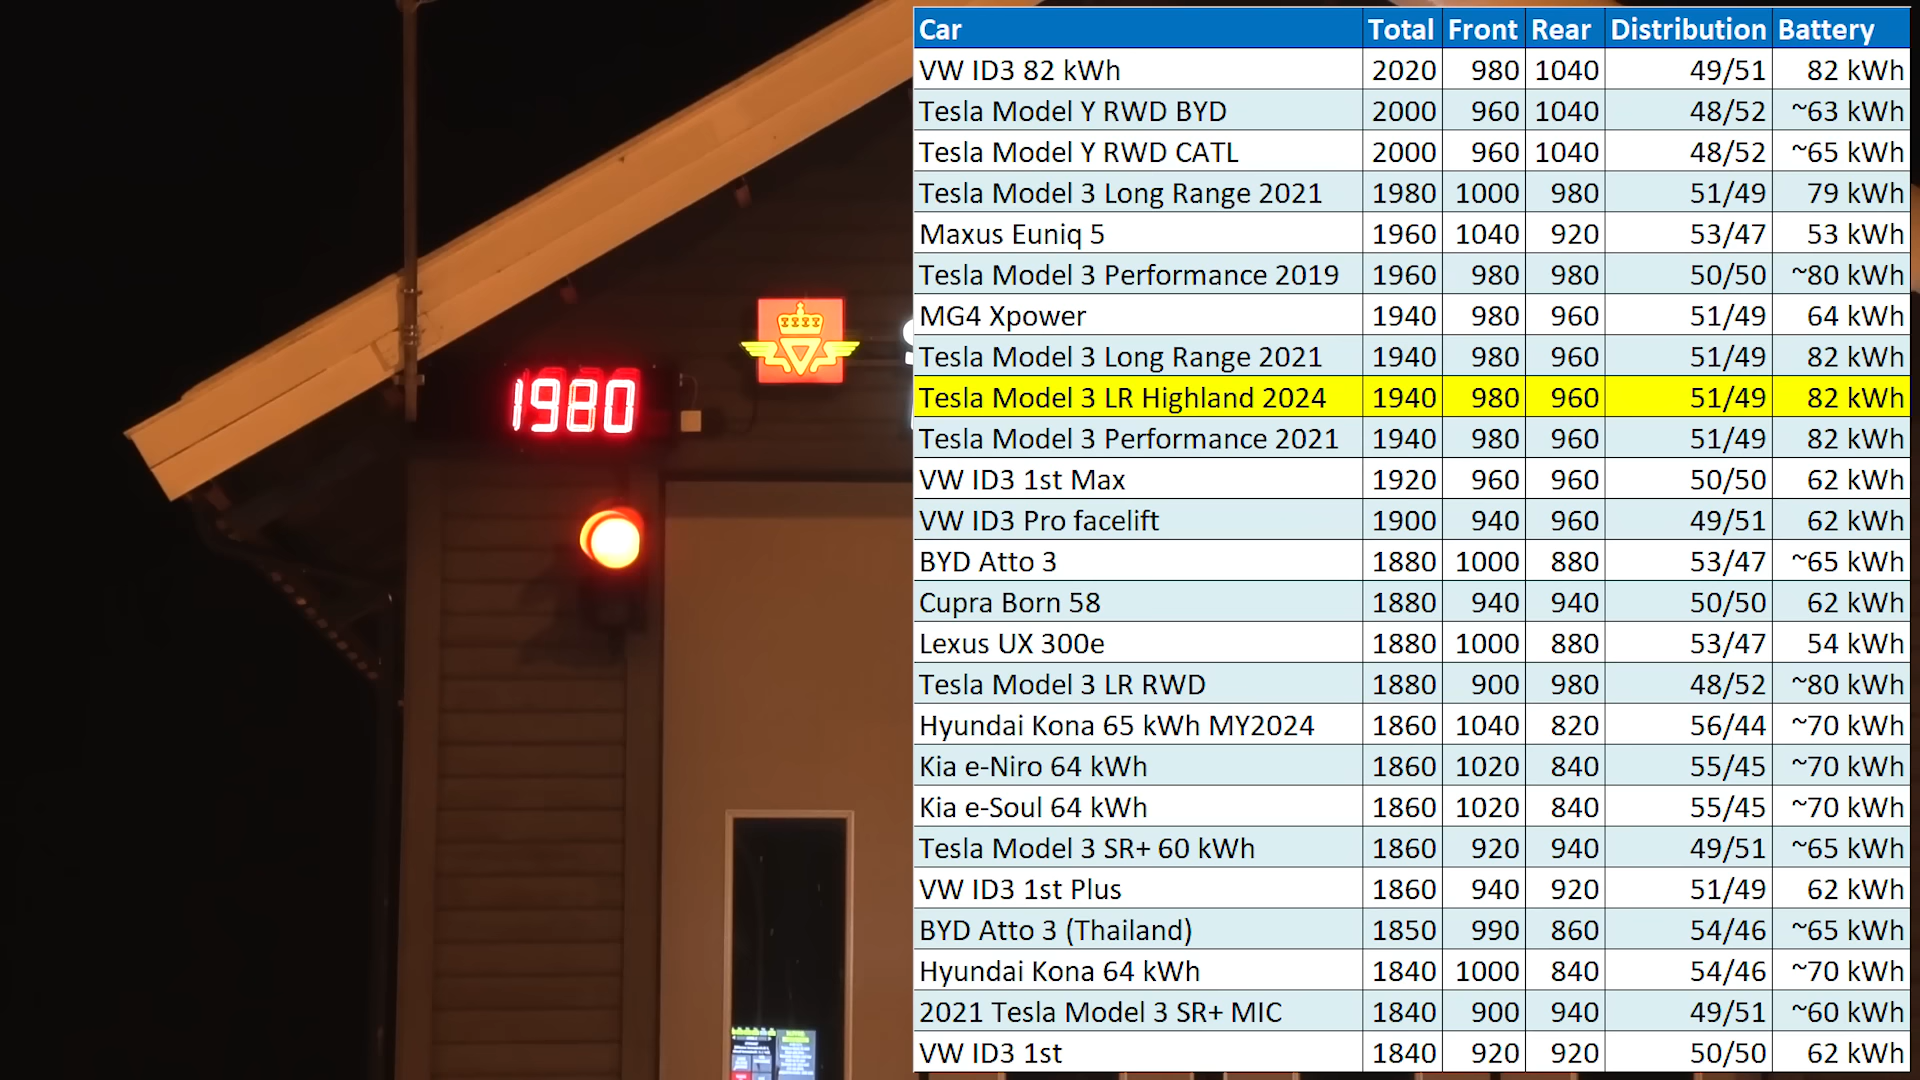 1980
Car Total Front Rear Distribution Battery
VW ID3 82 kWh 2020 980 1040 49/51 82 kWh
Tesla Model Y RWD BYD 2000 960 1040 48/52 ~63 kWh
Tesla Model Y RWD CATL 2000 960 1040 48/52 ~65 kWh
Tesla Model 3 Long Range 2021 1980 1000 980 51/49 79 kWh
Maxus Euniq 5 1960 1040 920 53/47 53 kWh
Tesla Model 3 Performance 2019 1960 980 980 50/50 ~80 kWh
MG4 Xpower 1940 980 960 51/49 64 kWh
Tesla Model 3 Long Range 2021 1940 980 960 51/49 82 kWh
Tesla Model 3 LR Highland 2024 1940 980 960 51/49 82 kWh
Tesla Model 3 Performance 2021 1940 980 960 51/49 82 kWh
VW ID3 1st Max 1920 960 960 50/50 62 kWh
VW ID3 Pro facelift 1900 940 960 49/51 62 kWh
BYD Atto 3 1880 1000 880 53/47 ~65 kWh
Cupra Born 58 1880 940 940 50/50 62 kWh
Lexus UX 300e 1880 1000 880 53/47 54 kWh
Tesla Model 3 LR RWD 1880 900 980 48/52 ~80 kWh
Hyundai Kona 65 kWh MY2024 1860 1040 820 56/44 ~70 kWh
Kia e-Niro 64 kWh 1860 1020 840 55/45 ~70 kWh
Kia e-Soul 64 kWh 1860 1020 840 55/45 ~70 kWh
Tesla Model 3 SR+ 60 kWh 1860 920 940 49/51 ~65 kWh
VW ID3 1st Plus 1860 940 920 51/49 62 kWh
BYD Atto 3 (Thailand) 1850 990 860 54/46 ~65 kWh
Hyundai Kona 64 kWh 1840 1000 840 54/46 ~70 kWh
2021 Tesla Model 3 SR+ MIC 1840 900 940 49/51 ~60 kWh
VW ID3 1st 1840 920 920 50/50 62 kWh